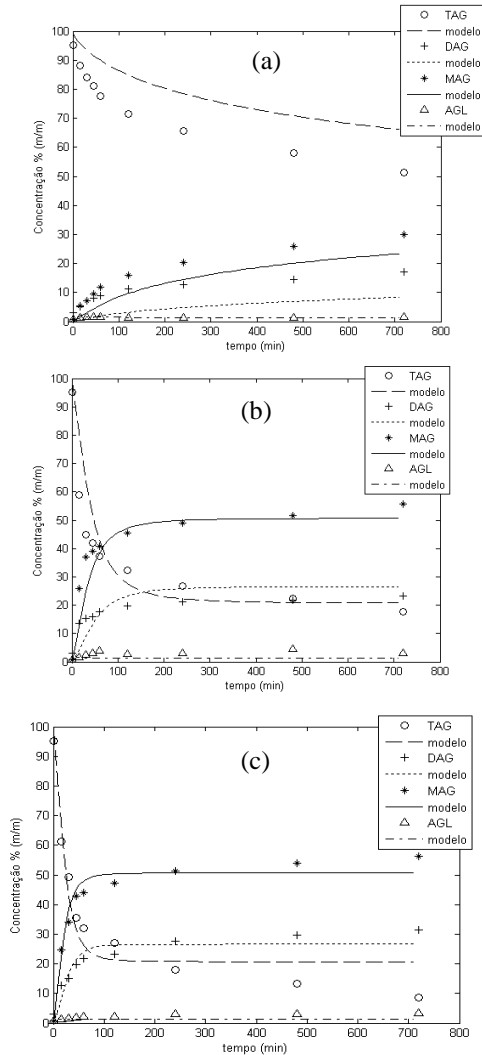 TAG
modelo
DAG
modelo
MAG
modelo
AGL
modelo
(a)
100
90
80
70
60
50
40
30
20
10
0
Concentração % (m/m)
0 100 200 300 400 500 600 700 800
tempo (min)
TAG
modelo
DAG
modelo
MAG
modelo
AGL
modelo
(b)
100
90
80
70
60
50
40
30
20
10
0
Concentração % (m/m)
0 100 200 300 400 500 600 700 800
tempo (min)
TAG
modelo
DAG
modelo
MAG
modelo
AGL
modelo
(c)
100
90
80
70
60
50
40
30
20
10
0
Concentração % (m/m)
0 100 200 300 400 500 600 700 800
tempo (min)